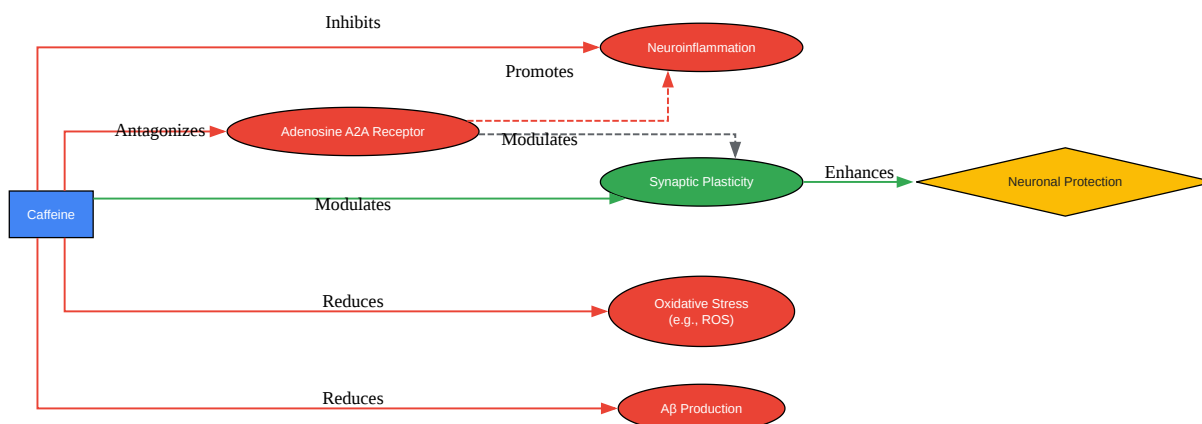 Inhibits
Neuroinflammation
Promotes
Antagonizes
Adenosine A2A Receptor
Modulates
Synaptic Plasticity
Enhances
Neuronal Protection
Caffeine
Modulates
Reduces
Oxidative Stress
(e.g., ROS)
Reduces
Aβ Production